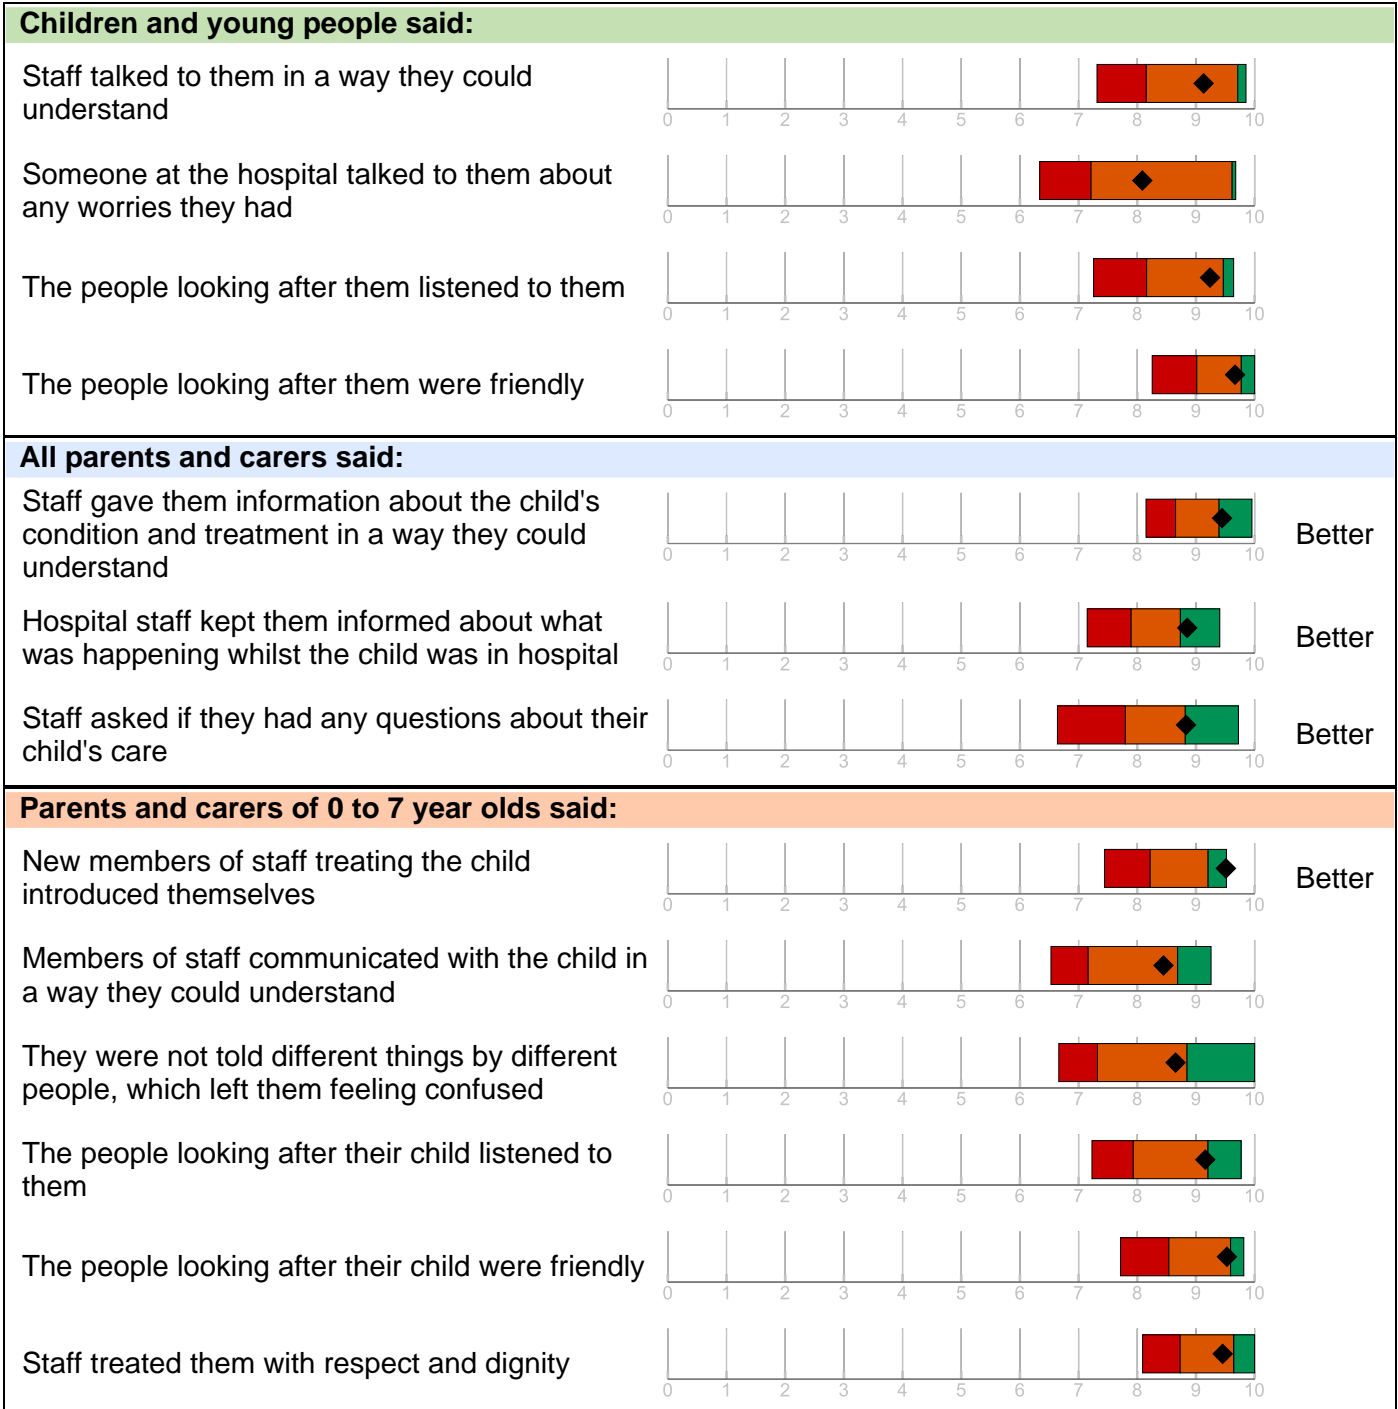 Children and young people said:
Staff talked to them in a way they could
understand
0 1 2 3 4 5 6 7 8 9 10
Someone at the hospital talked to them about
any worries they had
0 1 2 3 4 5 6 7 8 9 10
The people looking after them listened to them
0 1 2 3 4 5 6 7 8 9 10
The people looking after them were friendly
0 1 2 3 4 5 6 7 8 9 10
All parents and carers said:
Staff gave them information about the child's
condition and treatment in a way they could
understand
0 1 2 3 4 5 6 7 8 9 10
Better
Hospital staff kept them informed about what
was happening whilst the child was in hospital
0 1 2 3 4 5 6 7 8 9 10
Better
Staff asked if they had any questions about their
child's care
0 1 2 3 4 5 6 7 8 9 10
Better
Parents and carers of 0 to 7 year olds said:
New members of staff treating the child
introduced themselves
0 1 2 3 4 5 6 7 8 9 10
Better
Members of staff communicated with the child in
a way they could understand
0 1 2 3 4 5 6 7 8 9 10
They were not told different things by different
people, which left them feeling confused
0 1 2 3 4 5 6 7 8 9 10
The people looking after their child listened to
them
0 1 2 3 4 5 6 7 8 9 10
The people looking after their child were friendly
0 1 2 3 4 5 6 7 8 9 10
Staff treated them with respect and dignity
0 1 2 3 4 5 6 7 8 9 10